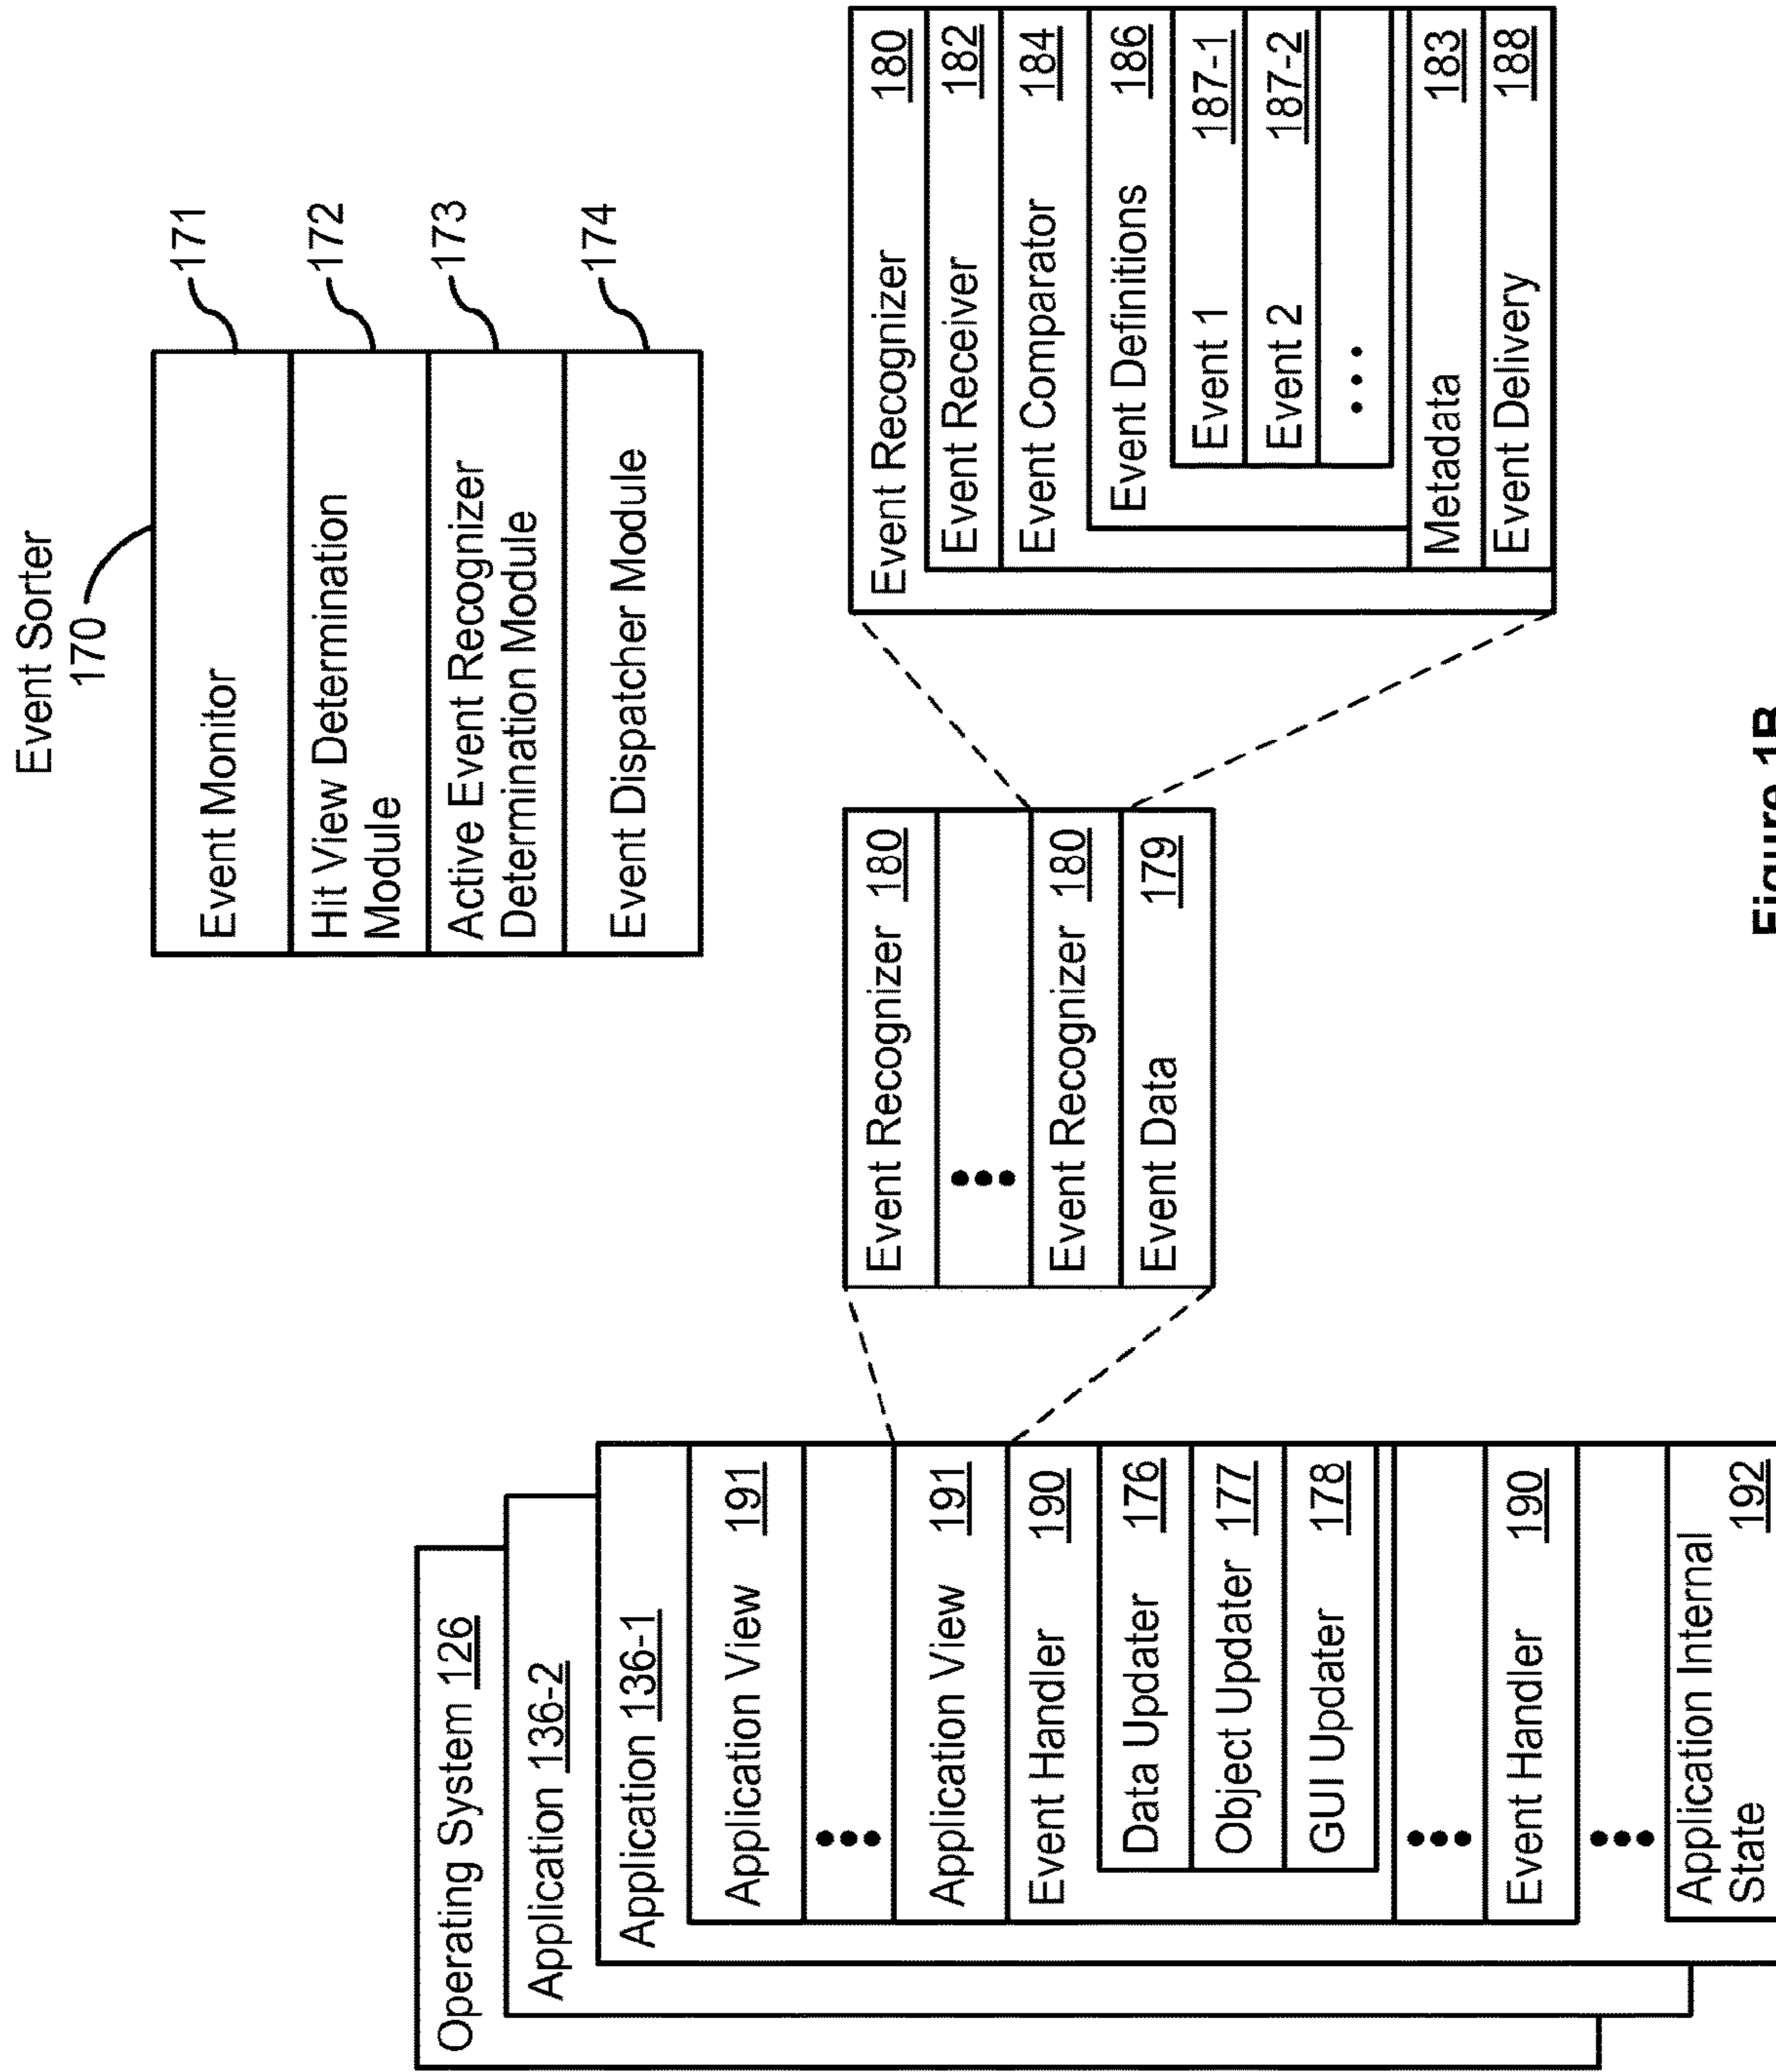 Event Sorter
170
Event Monitor
171
Hit View Determination
Module
172
Active Event Recognizer
Determination Module
173
Event Dispatcher Module
174
Operating System 126
Application 136-2
Application 136-1
Application View 191
•••
Application View 191
Event Handler 190
Data Updater 176
Object Updater 177
GUI Updater 178
•••
Event Handler 190
•••
Application Internal
State 192
Event Recognizer 180
•••
Event Recognizer 180
Event Data 179
Event Recognizer 180
Event Receiver 182
Event Comparator 184
Event Definitions 186
Event 1 187-1
Event 2 187-2
•••
Metadata 183
Event Delivery 188
Figure 1B